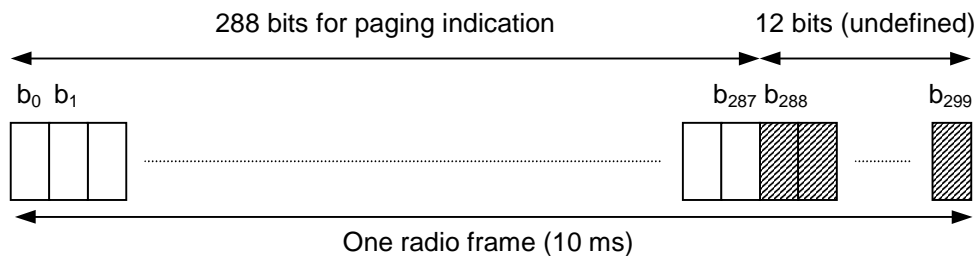 288 bits for paging indication
12 bits (undefined)
b₀ b₁ b₂₈₇ b₂₈₈ b₂₉₉
One radio frame (10 ms)